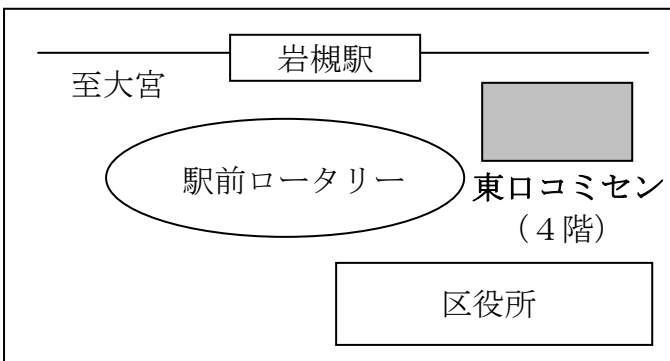 岩槻駅
至大宮
駅前ロータリー
東口コミセン
（４階）
区役所